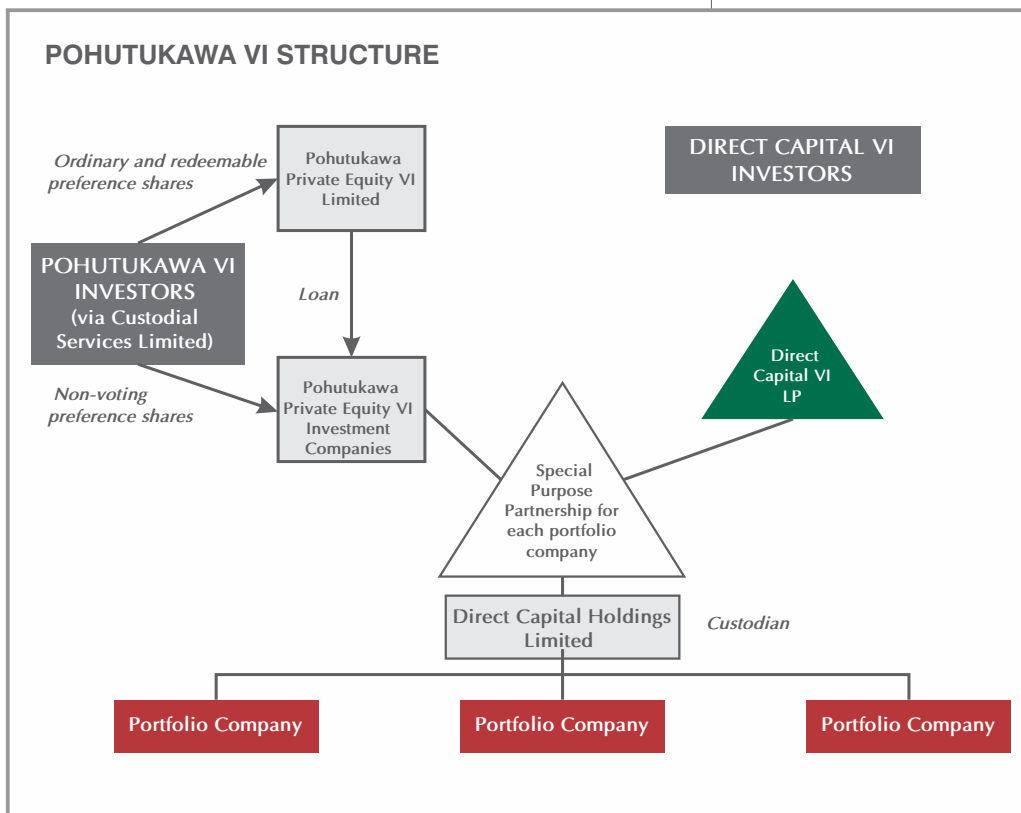 POHUTUKAWA VI STRUCTURE
Ordinary and redeemable
preference shares
Pohutukawa
Private Equity VI
Limited
DIRECT CAPITAL VI
INVESTORS
POHUTUKAWA VI
INVESTORS
(via Custodial
Services Limited)
Loan
Non-voting
preference shares
Pohutukawa
Private Equity VI
Investment
Companies
Direct
Capital VI
LP
Special
Purpose
Partnership for
each portfolio
company
Direct Capital Holdings
Limited
Custodian
Portfolio Company
Portfolio Company
Portfolio Company